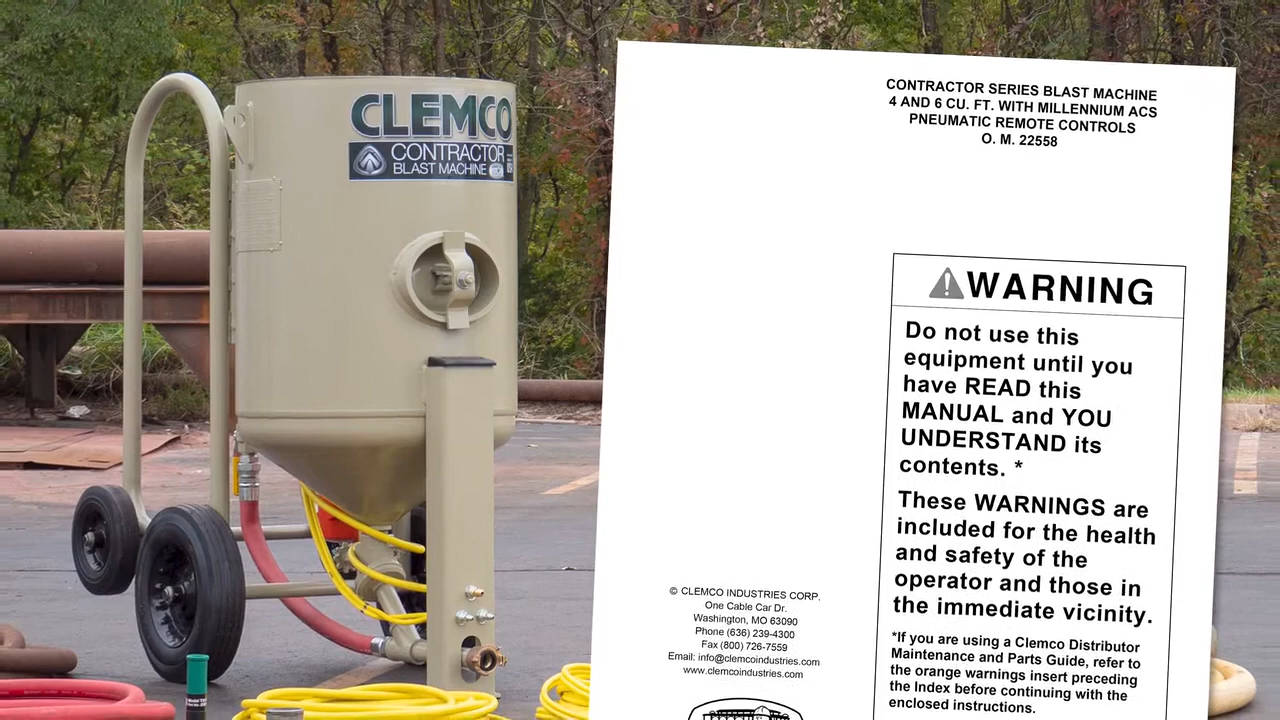 CLEMCO
CONTRACTOR
BLAST MACHINE
CONTRACTOR SERIES BLAST MACHINE
4 AND 6 CU. FT. WITH MILLENNIUM ACS
PNEUMATIC REMOTE CONTROLS
O. M. 22558
WARNING
Do not use this
equipment until you
have READ this
MANUAL and YOU
UNDERSTAND its
contents. *
These WARNINGS are
included for the health
and safety of the
operator and those in
the immediate vicinity.
*If you are using a Clemco Distributor
Maintenance and Parts Guide, refer to
the orange warnings insert preceding
the Index before continuing with the
enclosed instructions.
© CLEMCO INDUSTRIES CORP.
One Cable Car Dr.
Washington, MO 63090
Phone (636) 239-4300
Fax (800) 726-7559
Email: info@clemcoindustries.com
www.clemcoindustries.com